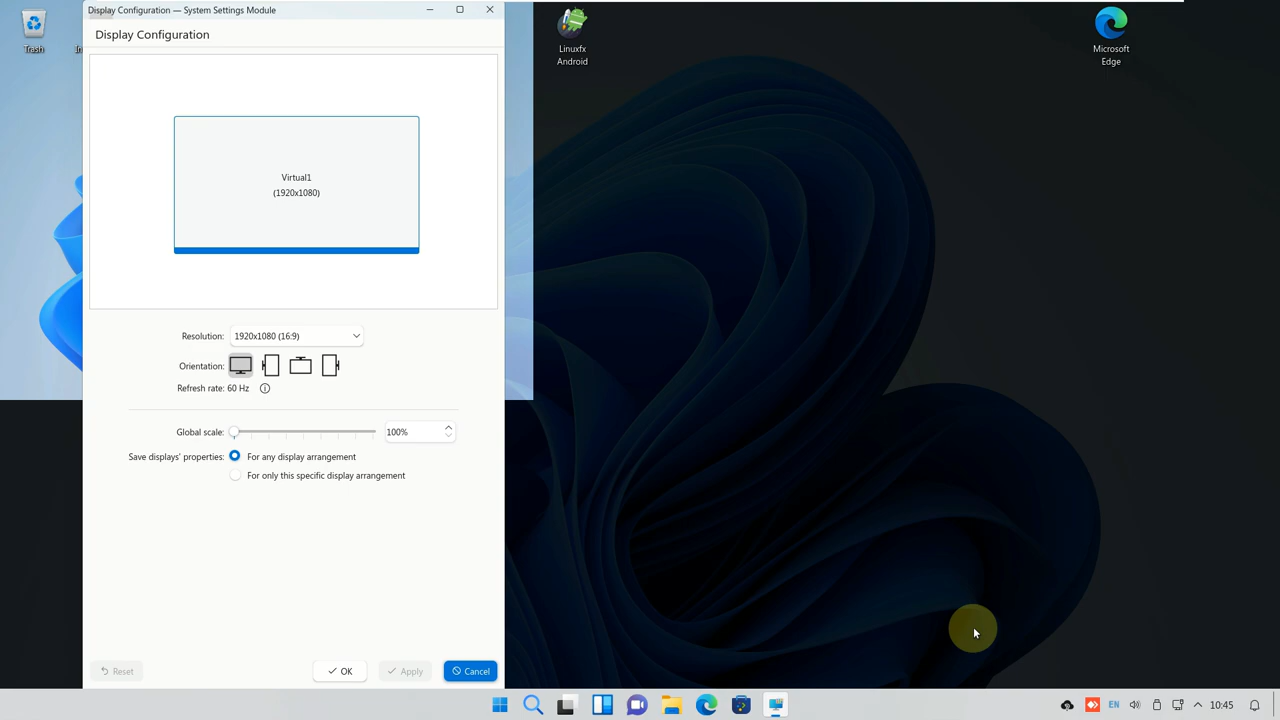 Display Configuration — System Settings Module
Display Configuration
Trash
Linuxfx
Android
Microsoft
Edge
Virtual1
(1920x1080)
Resolution: 1920x1080 (16:9)
Orientation:
Refresh rate: 60 Hz
Global scale: 100%
Save displays' properties: For any display arrangement
For only this specific display arrangement
Reset OK Apply Cancel
EN 10:45